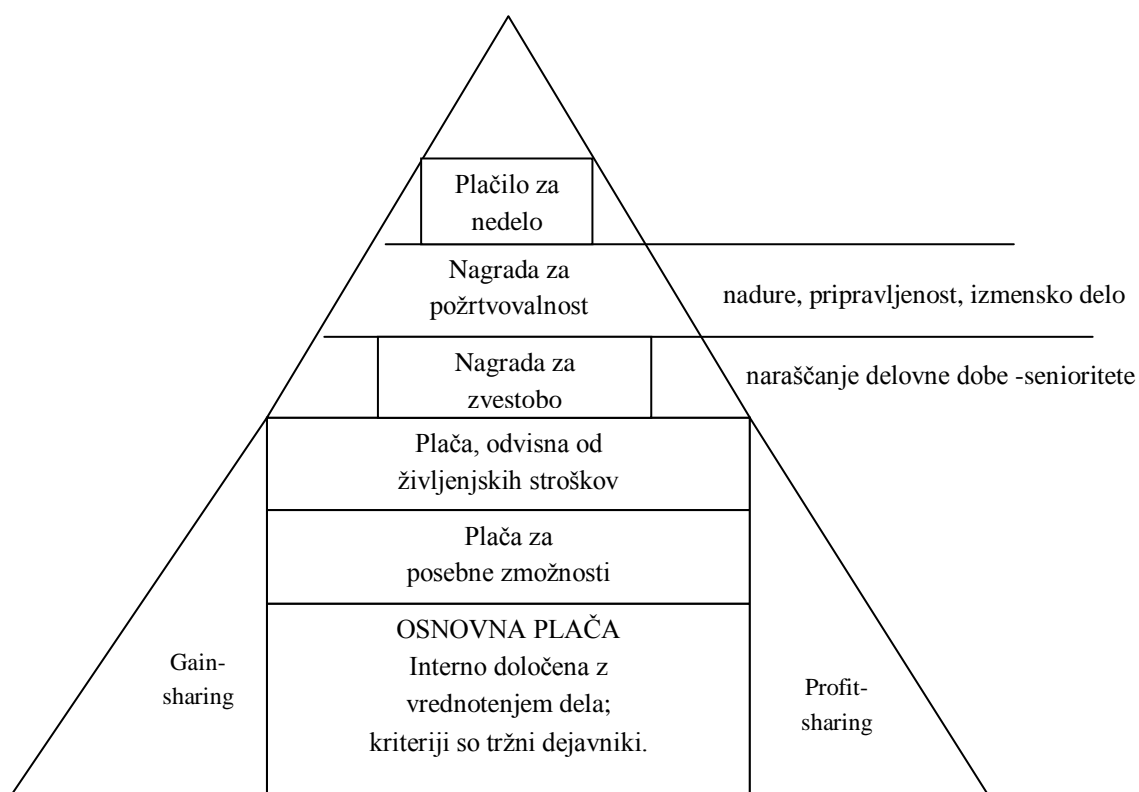 Plačilo za
nedelo
Nagrada za
požrtvovalnost
nadure, pripravljenost, izmensko delo
Nagrada za
zvestobo
naraščanje delovne dobe -senioritete
Plača, odvisna od
življenjskih stroškov
Plača za
posebne zmožnosti
OSNOVNA PLAČA
Interno določena z
vrednotenjem dela;
kriteriji so tržni dejavniki.
Gain-
sharing
Profit-
sharing